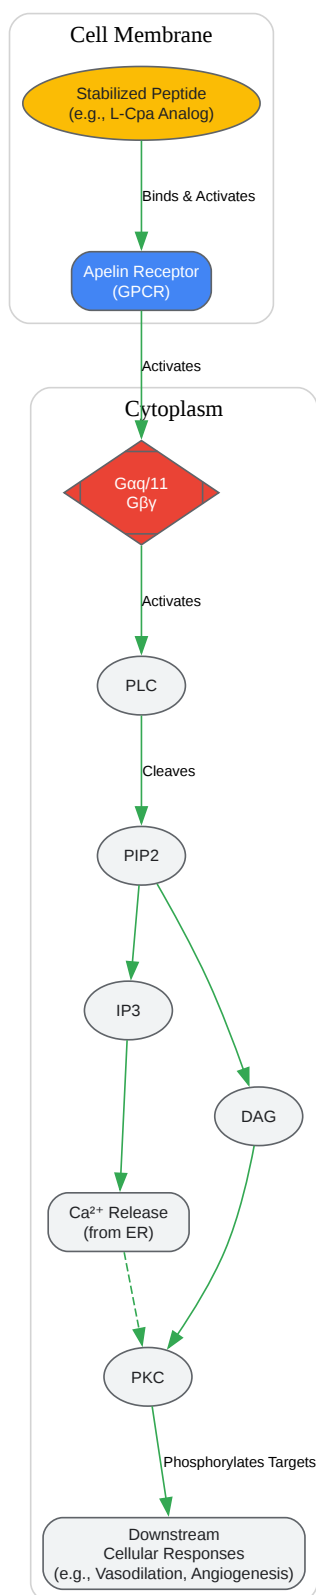 Cell Membrane
Stabilized Peptide
(e.g., L-Cpa Analog)
Binds & Activates
Apelin Receptor
(GPCR)
Activates
Cytoplasm
Gαq/11
Gβγ
Activates
PLC
Cleaves
PIP2
IP3
DAG
Ca²⁺ Release
(from ER)
PKC
Phosphorylates Targets
Downstream
Cellular Responses
(e.g., Vasodilation, Angiogenesis)